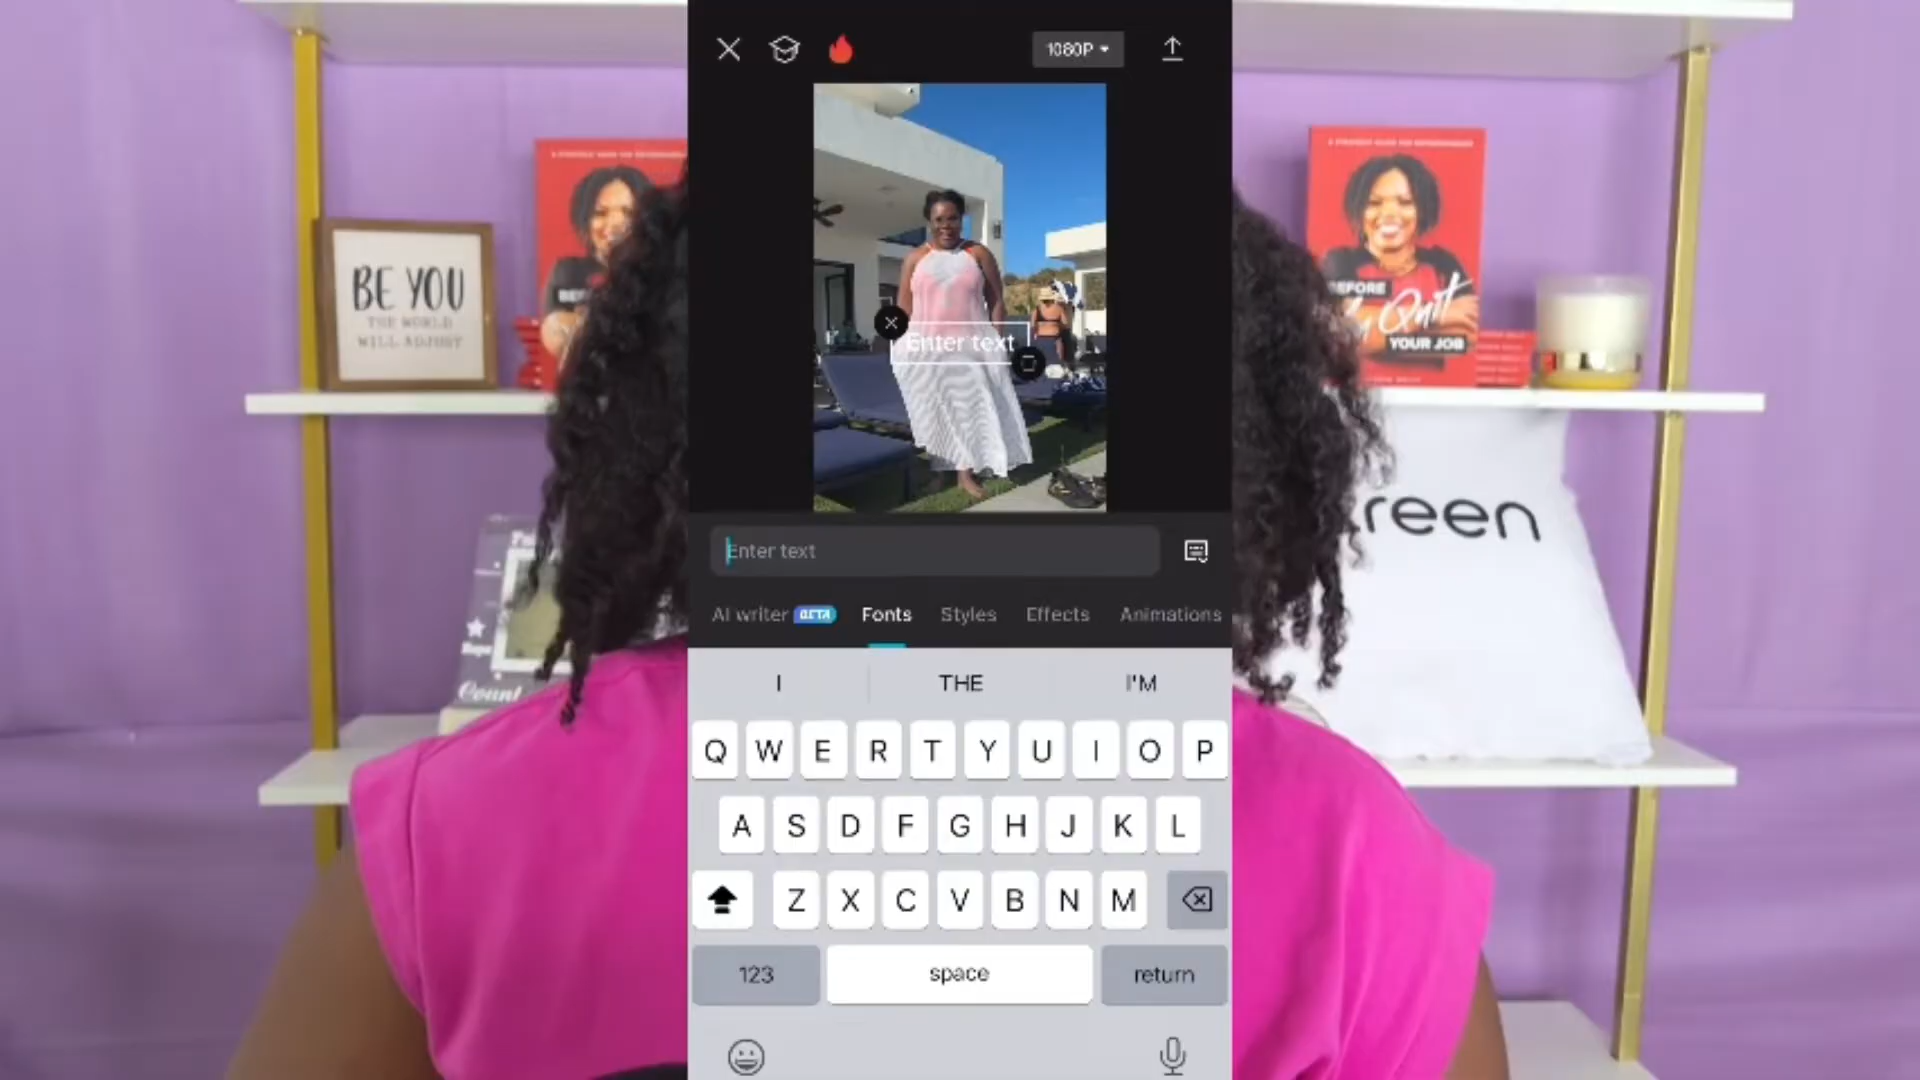 1080P
Enter text
Enter text
AI writer BETA Fonts Styles Effects Animations
I THE I'M
Q W E R T Y U I O P
A S D F G H J K L
Z X C V B N M
123 space return
BE YOU
THE WORLD
WILL ADJUST
BEFORE
Quit
YOUR JOB
reen
Count